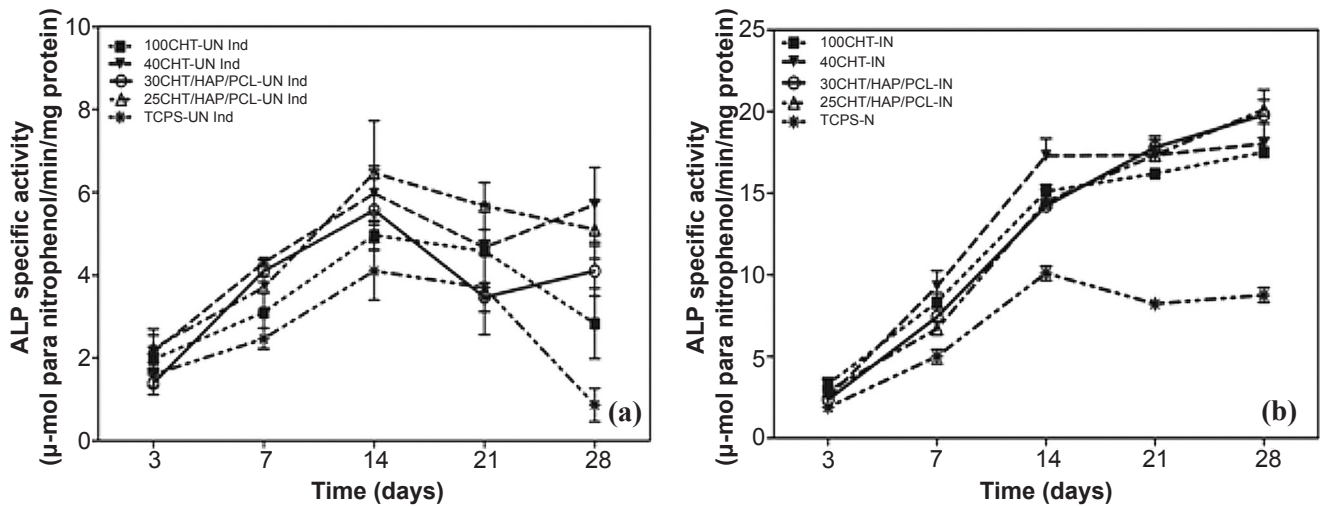 ALP specific activity
(µ-mol para nitrophenol/min/mg protein)
10
8
6
4
2
0
100CHT-UN Ind
40CHT-UN Ind
30CHT/HAP/PCL-UN Ind
25CHT/HAP/PCL-UN Ind
TCPS-UN Ind
(a)
3 7 14 21 28
Time (days)
ALP specific activity
(µ-mol para nitrophenol/min/mg protein)
25
20
15
10
5
0
100CHT-IN
40CHT-IN
30CHT/HAP/PCL-IN
25CHT/HAP/PCL-IN
TCPS-N
(b)
3 7 14 21 28
Time (days)